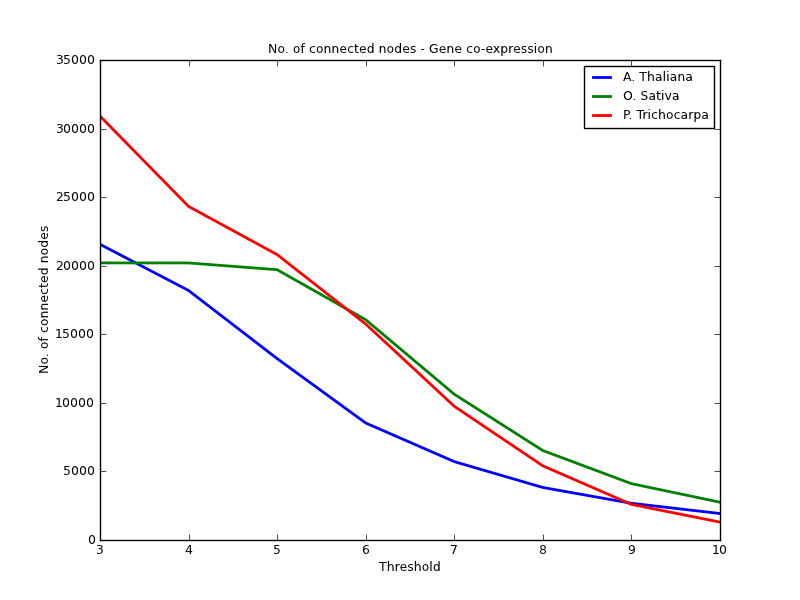 No. of connected nodes - Gene co-expression
35000
30000
25000
20000
15000
10000
5000
0
No. of connected nodes
A. Thaliana
O. Sativa
P. Trichocarpa
3 4 5 6 7 8 9 10
Threshold